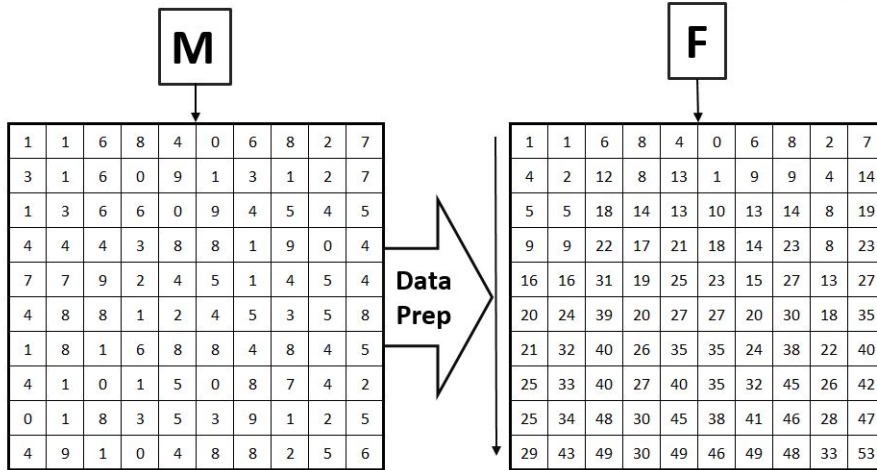 M
F
1 1 6 8 4 0 6 8 2 7
3 1 6 0 9 1 3 1 2 7
1 3 6 6 0 9 4 5 4 5
4 4 4 3 8 8 1 9 0 4
7 7 9 2 4 5 1 4 5 4
4 8 8 1 2 4 5 3 5 8
1 8 1 6 8 8 4 8 4 5
4 1 0 1 5 0 8 7 4 2
0 1 8 3 5 3 9 1 2 5
4 9 1 0 4 8 8 2 5 6
Data
Prep
1 1 6 8 4 0 6 8 2 7
4 2 12 8 13 1 9 9 4 14
5 5 18 14 13 10 13 14 8 19
9 9 22 17 21 18 14 23 8 23
16 16 31 19 25 23 15 27 13 27
20 24 39 20 27 27 20 30 18 35
21 32 40 26 35 35 24 38 22 40
25 33 40 27 40 35 32 45 26 42
25 34 48 30 45 38 41 46 28 47
29 43 49 30 49 46 49 48 33 53